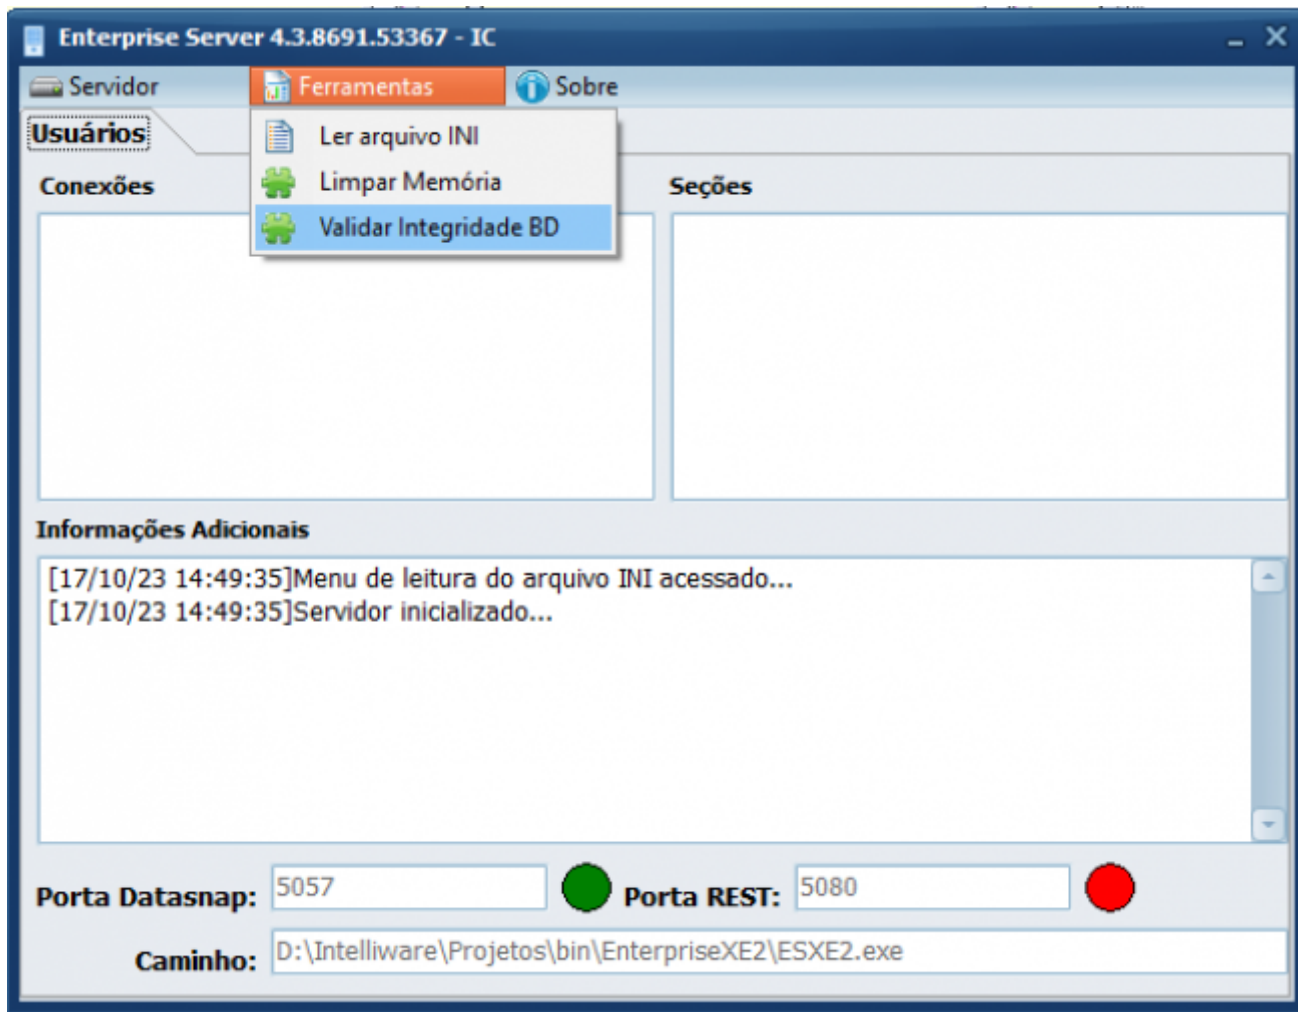 Enterprise Server 4.3.8691.53367 - IC
Servidor Ferramentas Sobre
Usuários
Ler arquivo INI
Limpar Memória
Validar Integridade BD
Conexões Seções
Informações Adicionais
[17/10/23 14:49:35]Menu de leitura do arquivo INI acessado...
[17/10/23 14:49:35]Servidor inicializado...
Porta Datasnap: 5057 Porta REST: 5080
Caminho: D:\Intelliware\Projetos\bin\EnterpriseXE2\ESXE2.exe